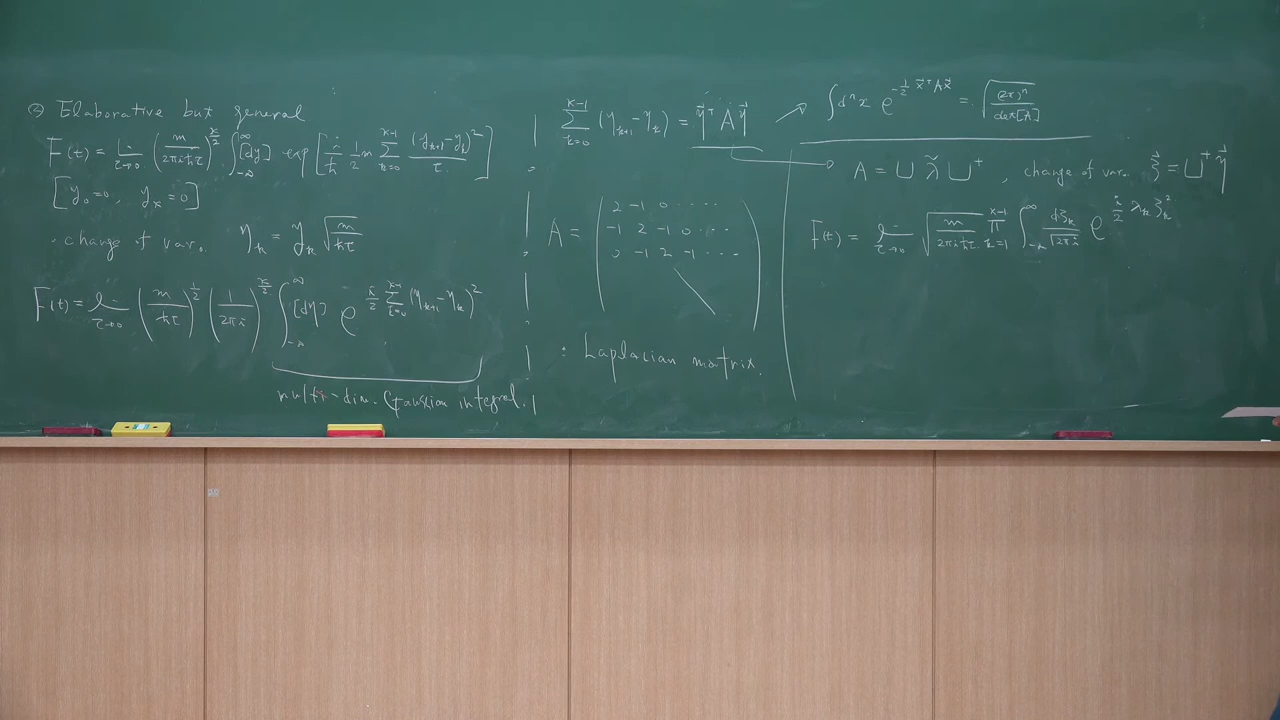 ② Elaborative but general
F(t) = lim_{τ→0} (m/2πiℏτ)^{K/2} ∫_{-∞}^{∞} [dy] exp[ i/ℏ 1/2 m Σ_{k=0}^{K-1} (y_{k+1} - y_k)²/τ ]
[y_0 = 0, y_K = 0]
· change of var. η_k = y_k √(m/ℏτ)
F(t) = lim_{τ→0} (m/ℏτ)^{1/2} (1/2πi)^{K/2} ∫_{-∞}^{∞} [dη] e^{i/2 Σ_{k=0}^{K-1} (η_{k+1} - η_k)²}
multi-dim. Gaussian integral.
Σ_{k=0}^{K-1} (η_{k+1} - η_k) = η⃗^T A η⃗
A = ( 2 -1 0 ·····
-1 2 -1 0 ···
0 -1 2 -1 ··· )
: Laplacian matrix.
∫d^n x e^{-1/2 x⃗^T A x⃗} = √((2π)^n / det[A])
A = U λ̃ U^+ , change of var. ξ⃗ = U^+ η⃗
F(t) = lim_{τ→0} √(m/2πiℏτ) Π_{k=1}^{K-1} ∫_{-∞}^{∞} dξ_k/√(2πi) e^{i/2 λ_k ξ_k²}